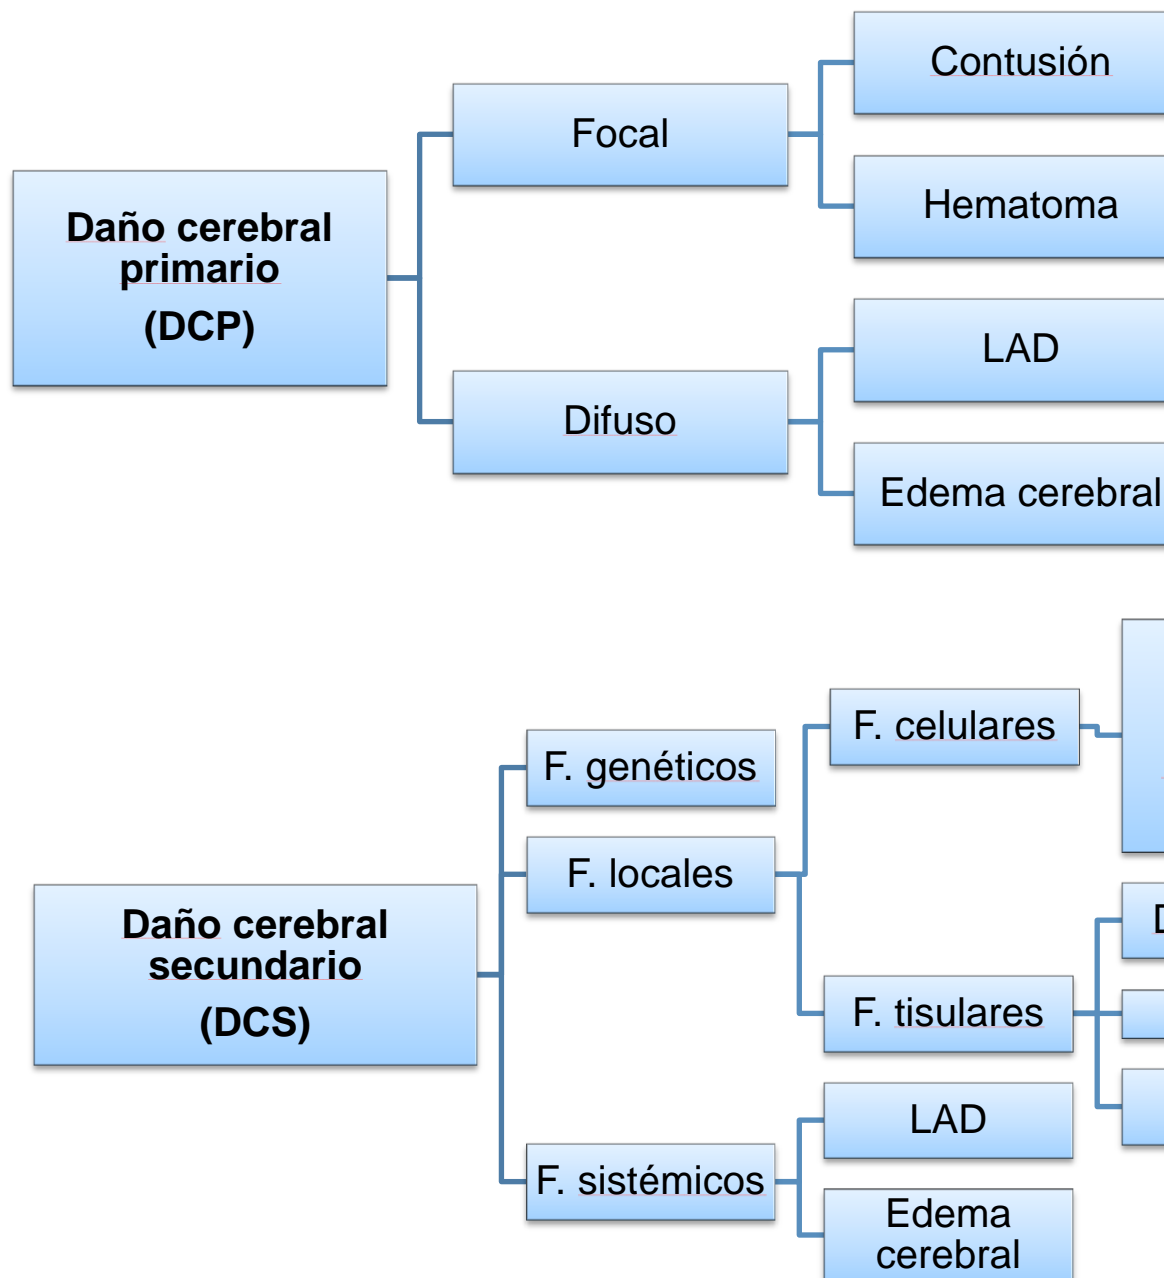 Contusión
Focal
Hematoma
Daño cerebral
primario
(DCP)
LAD
Difuso
Edema cerebral
F. celulares
F. genéticos
F. locales
Daño cerebral
secundario
(DCS)
F. tisulares
LAD
F. sistémicos
Edema
cerebral